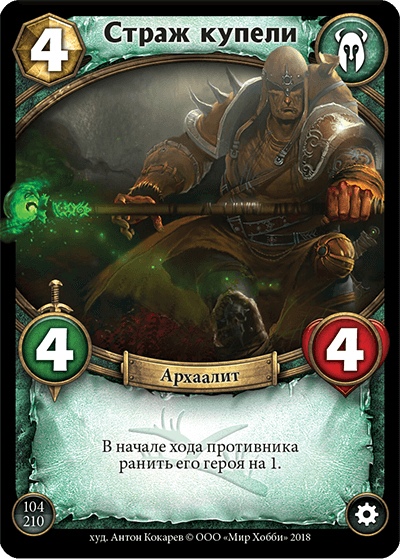 4
Страж купели
4
4
Архаалит
В начале хода противника
ранить его героя на 1.
104
210
худ. Антон Кокарев © ООО «Мир Хобби» 2018